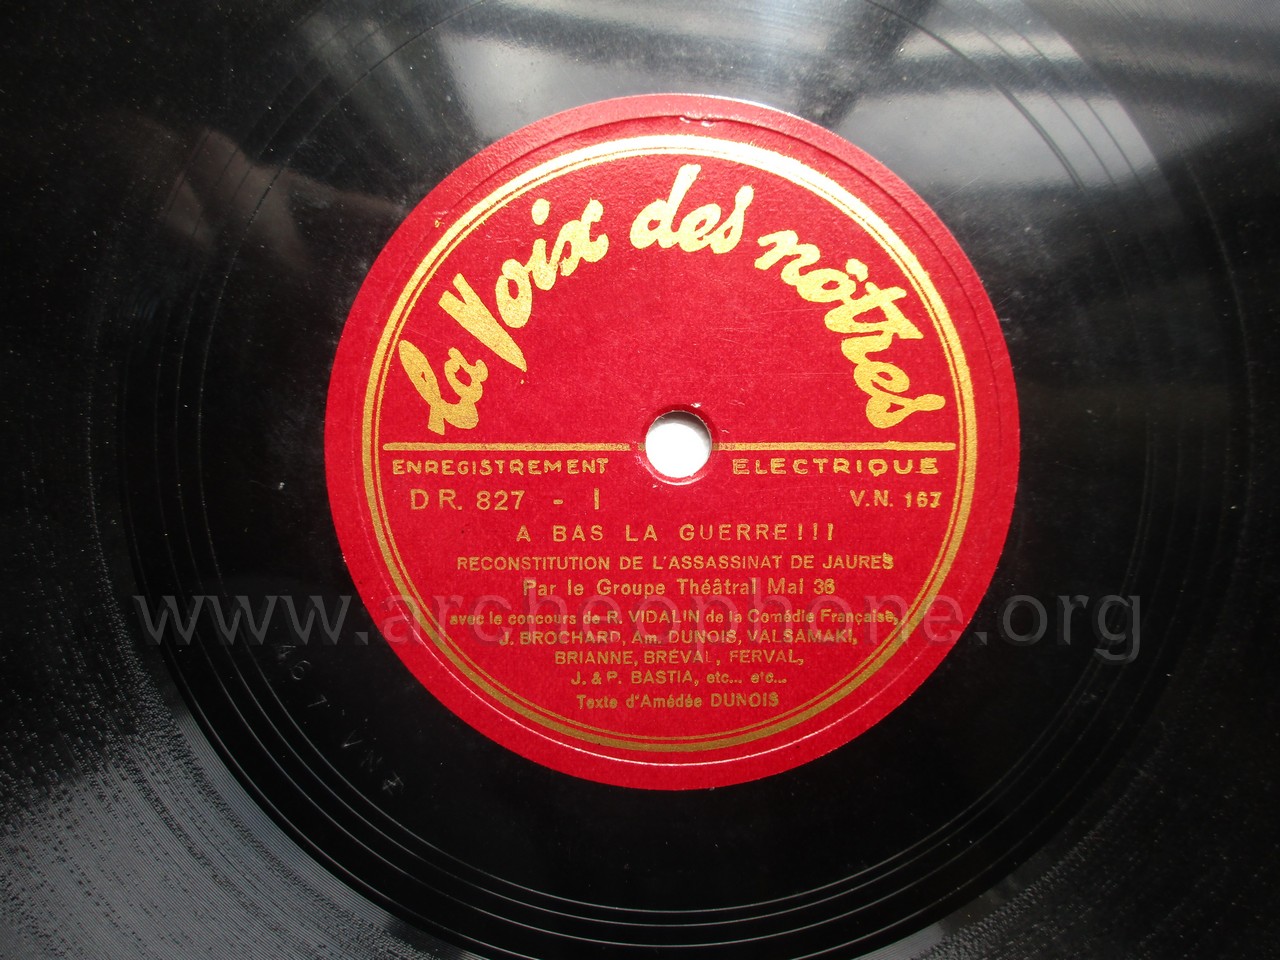 La Voix des nôtres
ENREGISTREMENT ELECTRIQUE
DR. 827 - I V.N. 167
A BAS LA GUERRE!!!
RECONSTITUTION DE L'ASSASSINAT DE JAURES
Par le Groupe Théâtral Mai 36
avec le concours de R. VIDALIN de la Comédie Française,
J. BROCHARD, Am. DUNOIS, VALSAMAKI,
BRIANNE, BRÉVAL, FERVAL,
J. & P. BASTIA, etc... etc...
Texte d'Amédée DUNOIS
www.archeophone.org